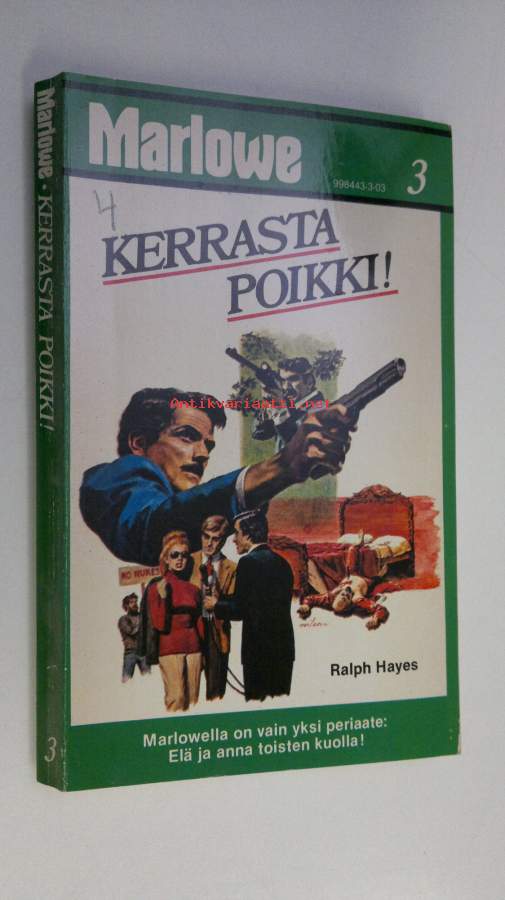 Marlowe
998443-3-03
3
4
KERRASTA
POIKKI!
Antikvariaatti.net
NO MORE
Ralph Hayes
Marlowella on vain yksi periaate:
Elä ja anna toisten kuolla!
Marlowe · KERRASTA POIKKI!
3